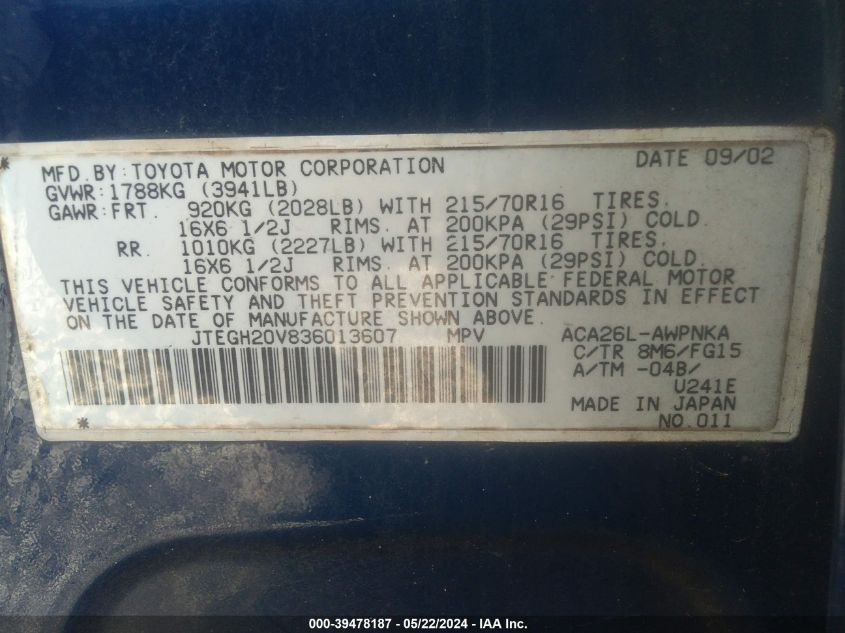 MFD. BY: TOYOTA MOTOR CORPORATION DATE 09/02
GVWR: 1788KG (3941LB)
GAWR: FRT. 920KG (2028LB) WITH 215/70R16 TIRES.
16X6 1/2J RIMS. AT 200KPA (29PSI) COLD.
RR. 1010KG (2227LB) WITH 215/70R16 TIRES.
16X6 1/2J RIMS. AT 200KPA (29PSI) COLD.
THIS VEHICLE CONFORMS TO ALL APPLICABLE FEDERAL MOTOR
VEHICLE SAFETY AND THEFT PREVENTION STANDARDS IN EFFECT
ON THE DATE OF MANUFACTURE SHOWN ABOVE.
JTEGH20V836013607 MPV ACA26L-AWPNKA
C/TR 8M6/FG15
A/TM -04B/
U241E
MADE IN JAPAN
NO.011
000-39478187 - 05/22/2024 - IAA Inc.